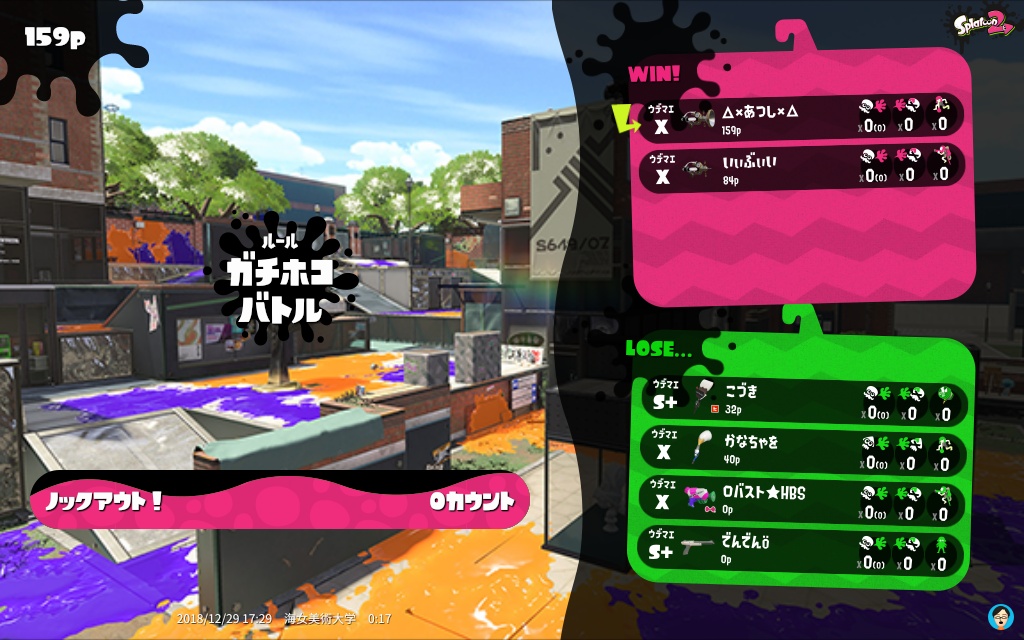 159p
Splatoon 2
WIN!
ウデマエ
X
△×あつし×△
159p
x0(0) x0 x0
ウデマエ
X
いいぶいい
84p
x0(0) x0 x0
S649/07
ルール
ガチホコ
バトル
LOSE...
ウデマエ
S+
こづき
32p
x0(0) x0 x0
ウデマエ
X
かなちゃを
40p
x0(0) x0 x0
ウデマエ
X
ロバスト★HBS
0p
x0(0) x0 x0
ウデマエ
S+
でんでんö
0p
x0(0) x0 x0
ノックアウト！ 0カウント
2018/12/29 17:29 海女美術大学 0:17